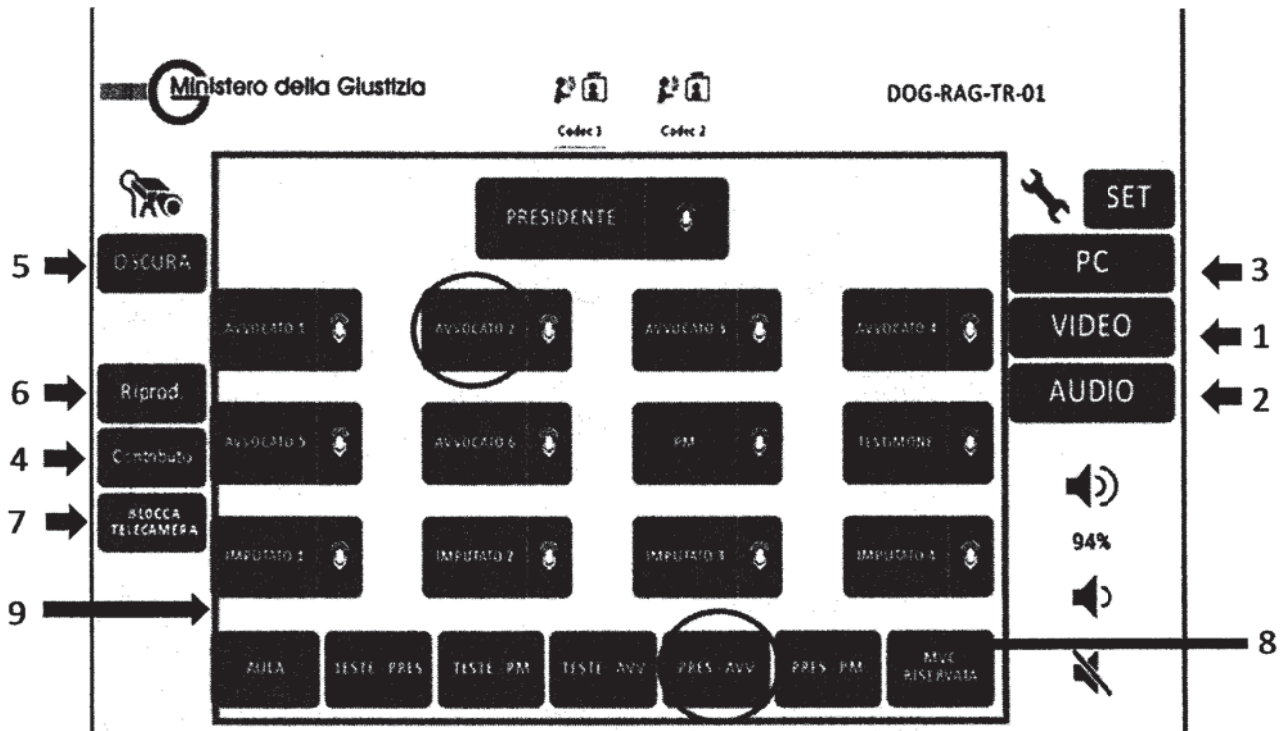 Ministero della Giustizia
DOG-RAG-TR-01
Codec 1
Codec 2
SET
PRESIDENTE
5
OSCURA
PC
3
AVVOCATO 1
AVVOCATO 2
AVVOCATO 3
AVVOCATO 4
VIDEO
1
6
Riprod.
AUDIO
2
4
Contributo
AVVOCATO 5
AVVOCATO 6
PM
TESTIMONE
7
BLOCCA
TELECAMERA
94%
IMPUTATO 1
IMPUTATO 2
IMPUTATO 3
IMPUTATO 4
9
8
AULA
TESTE - PRES
TESTE - PM
TESTE - AVV
PRES - AVV
PRES - PM
MVC
RISERVATA